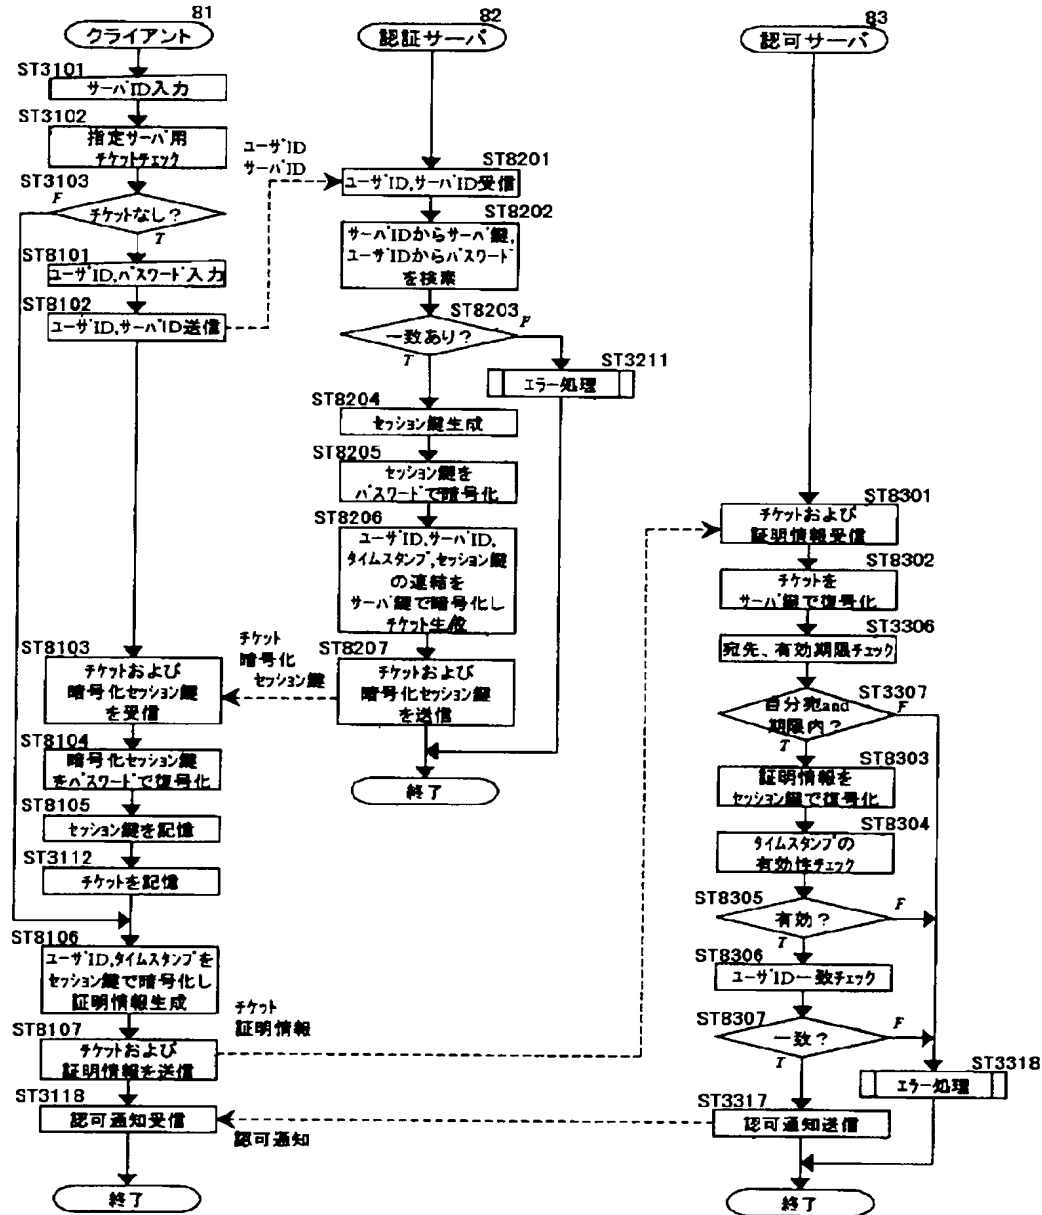 81
クライアント
ST3101
サーバID入力
ST3102
指定サーバ用
チケットチェック
ST3103
F
チケットなし?
T
ST8101
ユーザID,パスワード入力
ST8102
ユーザID,サーバID送信
ユーザID
サーバID
ST8103
チケットおよび
暗号化セッション鍵
を受信
ST8104
暗号化セッション鍵
をパスワードで復号化
ST8105
セッション鍵を記憶
ST3112
チケットを記憶
ST8106
ユーザID,タイムスタンプを
セッション鍵で暗号化し
証明情報生成
ST8107
チケットおよび
証明情報を送信
チケット
証明情報
ST3118
認可通知受信
認可通知
終了
82
認証サーバ
ST8201
ユーザID,サーバID受信
ST8202
サーバIDからサーバ鍵,
ユーザIDからパスワード
を検索
ST8203
一致あり?
F
T
ST3211
エラー処理
ST8204
セッション鍵生成
ST8205
セッション鍵を
パスワードで暗号化
ST8206
ユーザID,サーバID,
タイムスタンプ,セッション鍵
の連結を
サーバ鍵で暗号化し
チケット生成
ST8207
チケットおよび
暗号化セッション鍵
を送信
チケット
暗号化
セッション鍵
終了
83
認可サーバ
ST8301
チケットおよび
証明情報受信
ST8302
チケットを
サーバ鍵で復号化
ST3306
宛先、有効期限チェック
ST3307
自分宛and
期限内?
F
T
ST8303
証明情報を
セッション鍵で復号化
ST8304
タイムスタンプの
有効性チェック
ST8305
有効?
F
T
ST8306
ユーザID一致チェック
ST8307
一致?
F
T
ST3318
エラー処理
ST3317
認可通知送信
終了